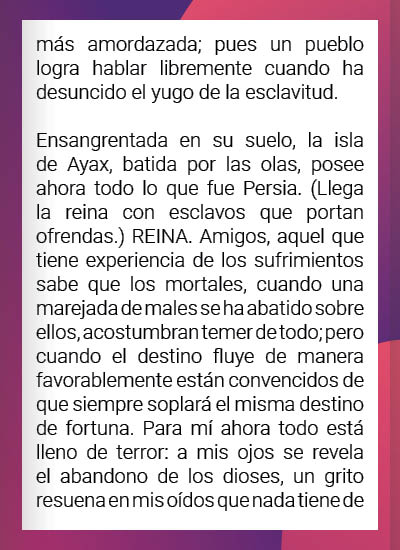 más amordazada; pues un pueblo
logra hablar libremente cuando ha
desuncido el yugo de la esclavitud.
Ensangrentada en su suelo, la isla
de Ayax, batida por las olas, posee
ahora todo lo que fue Persia. (Llega
la reina con esclavos que portan
ofrendas.) REINA. Amigos, aquel que
tiene experiencia de los sufrimientos
sabe que los mortales, cuando una
marejada de males se ha abatido sobre
ellos, acostumbran temer de todo; pero
cuando el destino fluye de manera
favorablemente están convencidos de
que siempre soplará el misma destino
de fortuna. Para mí ahora todo está
lleno de terror: a mis ojos se revela
el abandono de los dioses, un grito
resuena en mis oídos que nada tiene de